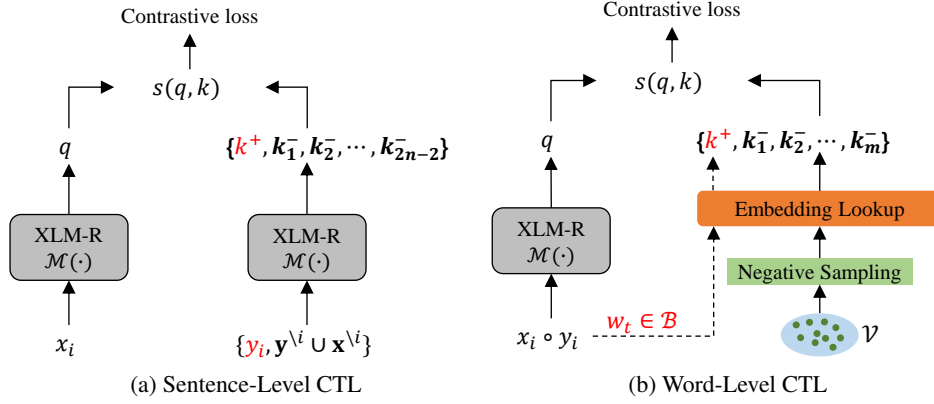 Contrastive loss
s(q, k)
q
{k⁺, k₁⁻, k₂⁻, ⋯, k₂ₙ₋₂⁻}
XLM-R
ℳ(·)
XLM-R
ℳ(·)
xᵢ
{yᵢ, y^{\i} ∪ x^{\i}}
(a) Sentence-Level CTL
Contrastive loss
s(q, k)
q
{k⁺, k₁⁻, k₂⁻, ⋯, kₘ⁻}
Embedding Lookup
XLM-R
ℳ(·)
Negative Sampling
xᵢ ∘ yᵢ
wₜ ∈ ℬ
𝒱
(b) Word-Level CTL